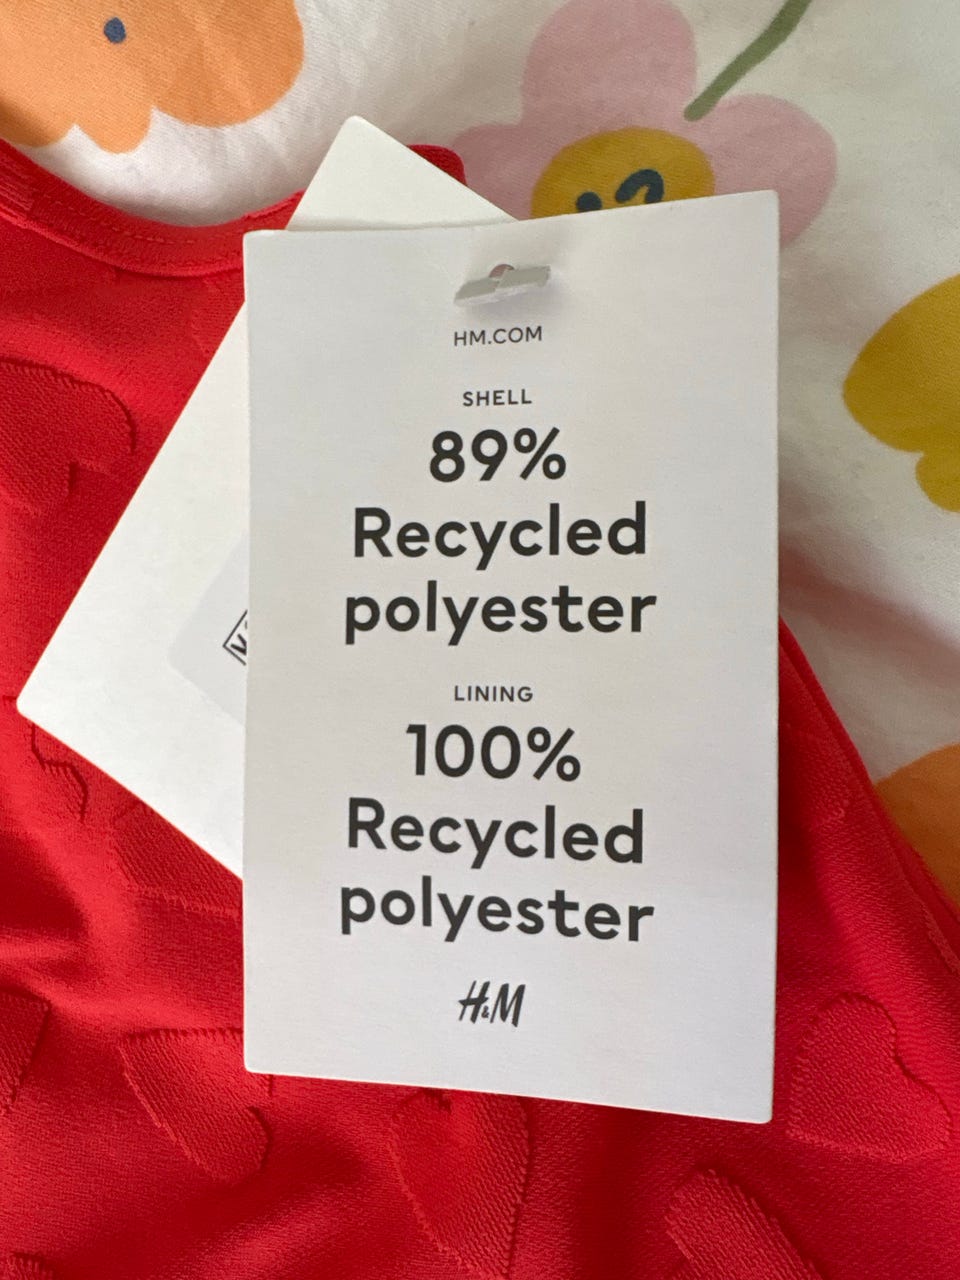 HM.COM
SHELL
89%
Recycled
polyester
LINING
100%
Recycled
polyester
H&M